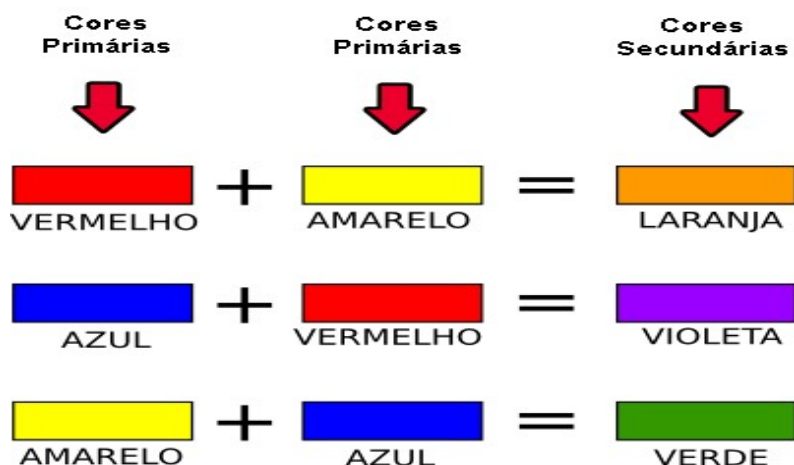 Cores
Primárias
Cores
Primárias
Cores
Secundárias
VERMELHO + AMARELO = LARANJA
AZUL + VERMELHO = VIOLETA
AMARELO + AZUL = VERDE